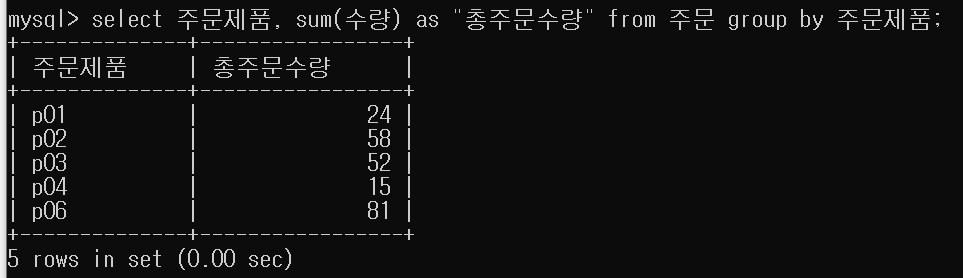 mysql> select 주문제품, sum(수량) as "총주문수량" from 주문 group by 주문제품;
+--------------+----------------+
| 주문제품     | 총주문수량     |
+--------------+----------------+
| p01          |             24 |
| p02          |             58 |
| p03          |             52 |
| p04          |             15 |
| p06          |             81 |
+--------------+----------------+
5 rows in set (0.00 sec)